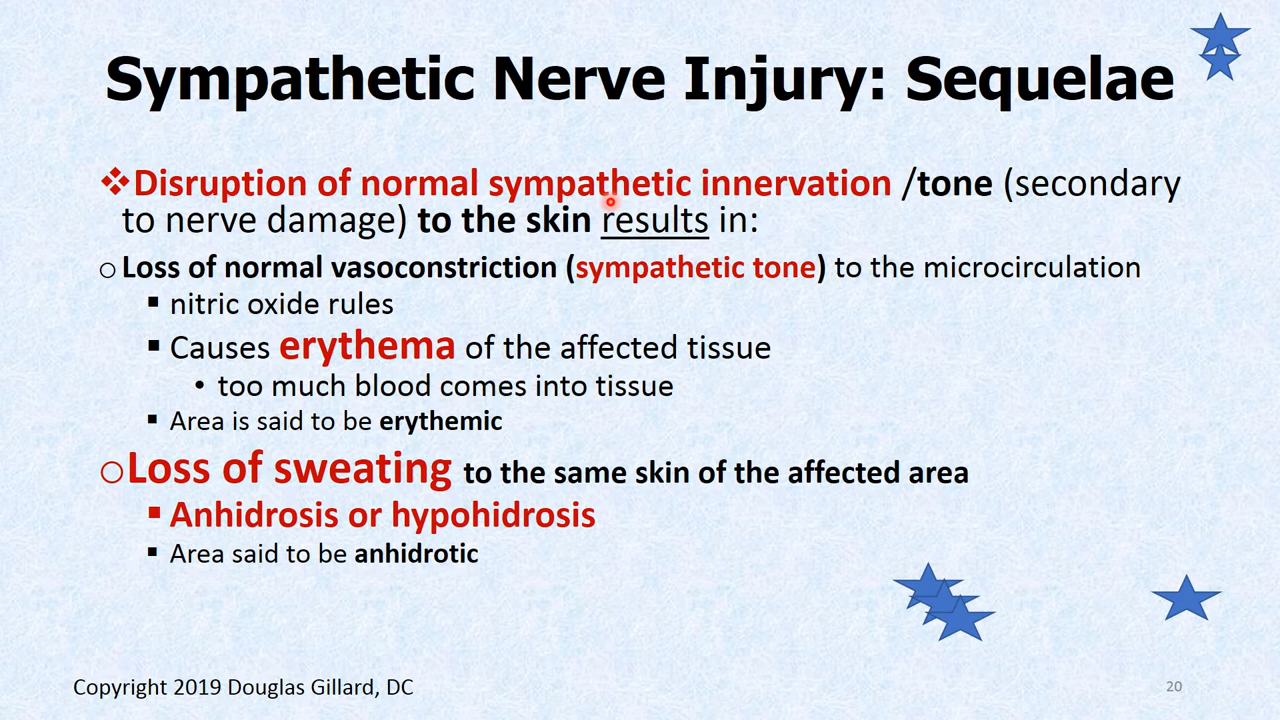 Sympathetic Nerve Injury: Sequelae
❖Disruption of normal sympathetic innervation /tone (secondary
to nerve damage) to the skin results in:
○Loss of normal vasoconstriction (sympathetic tone) to the microcirculation
▪ nitric oxide rules
▪ Causes erythema of the affected tissue
• too much blood comes into tissue
▪ Area is said to be erythemic
○Loss of sweating to the same skin of the affected area
▪ Anhidrosis or hypohidrosis
▪ Area said to be anhidrotic
Copyright 2019 Douglas Gillard, DC
20